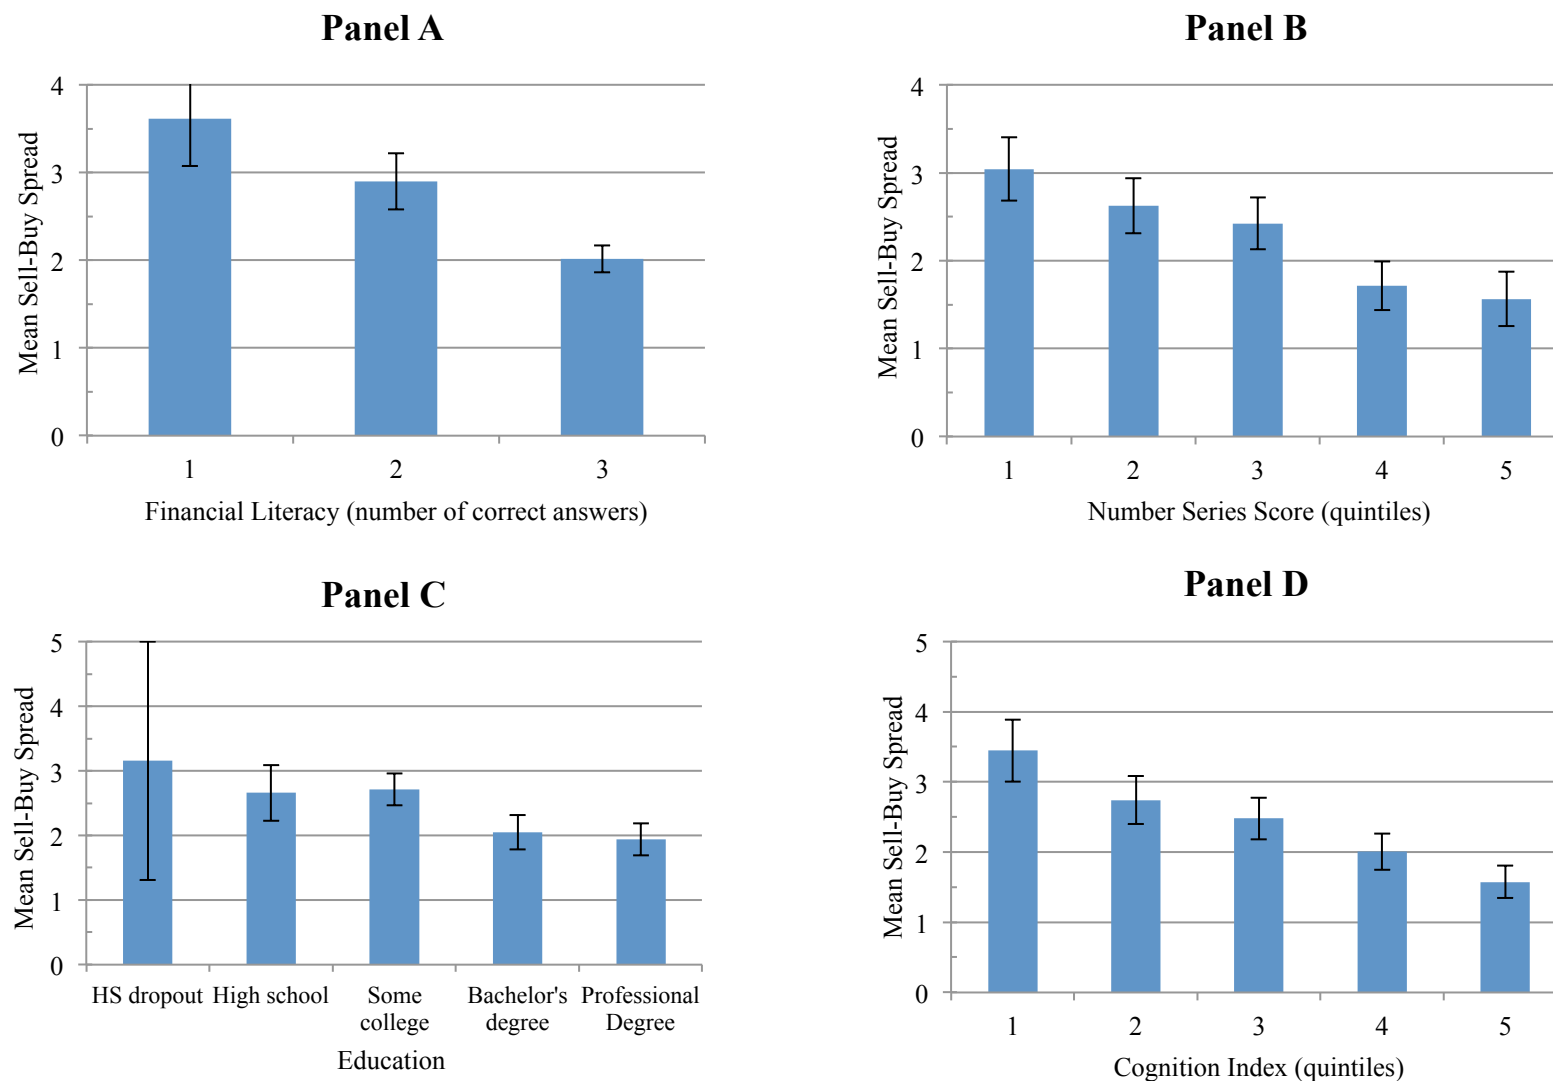 Panel A
4
3
2
1
0
Mean Sell-Buy Spread
1 2 3
Financial Literacy (number of correct answers)
Panel B
4
3
2
1
0
Mean Sell-Buy Spread
1 2 3 4 5
Number Series Score (quintiles)
Panel C
5
4
3
2
1
0
Mean Sell-Buy Spread
HS dropout High school Some Bachelor's Professional
college degree Degree
Education
Panel D
5
4
3
2
1
0
Mean Sell-Buy Spread
1 2 3 4 5
Cognition Index (quintiles)